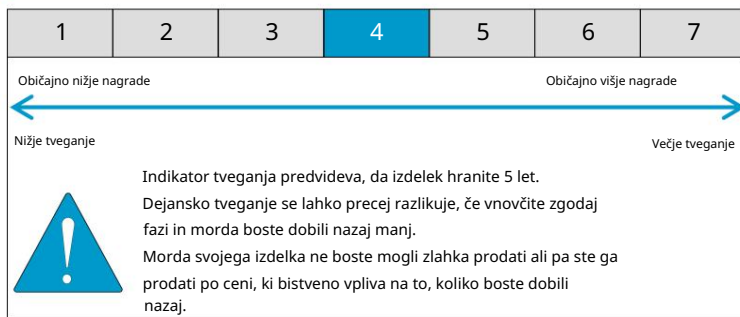 1 2 3 4 5 6 7
Običajno nižje nagrade Običajno višje nagrade
Nižje tveganje Večje tveganje
Indikator tveganja predvideva, da izdelek hranite 5 let.
Dejansko tveganje se lahko precej razlikuje, če vnovčite zgodaj
fazi in morda boste dobili nazaj manj.
Morda svojega izdelka ne boste mogli zlahka prodati ali pa ste ga
prodati po ceni, ki bistveno vpliva na to, koliko boste dobili
nazaj.